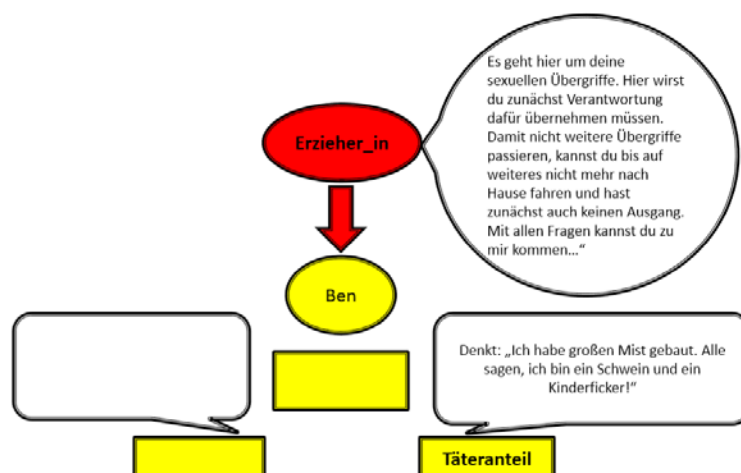 Es geht hier um deine
sexuellen Übergriffe. Hier wirst
du zunächst Verantwortung
dafür übernehmen müssen.
Damit nicht weitere Übergriffe
passieren, kannst du bis auf
weiteres nicht mehr nach
Hause fahren und hast
zunächst auch keinen Ausgang.
Mit allen Fragen kannst du zu
mir kommen...“
Erzieher_in
Ben
Denkt: „Ich habe großen Mist gebaut. Alle
sagen, ich bin ein Schwein und ein
Kinderficker!“
Täteranteil